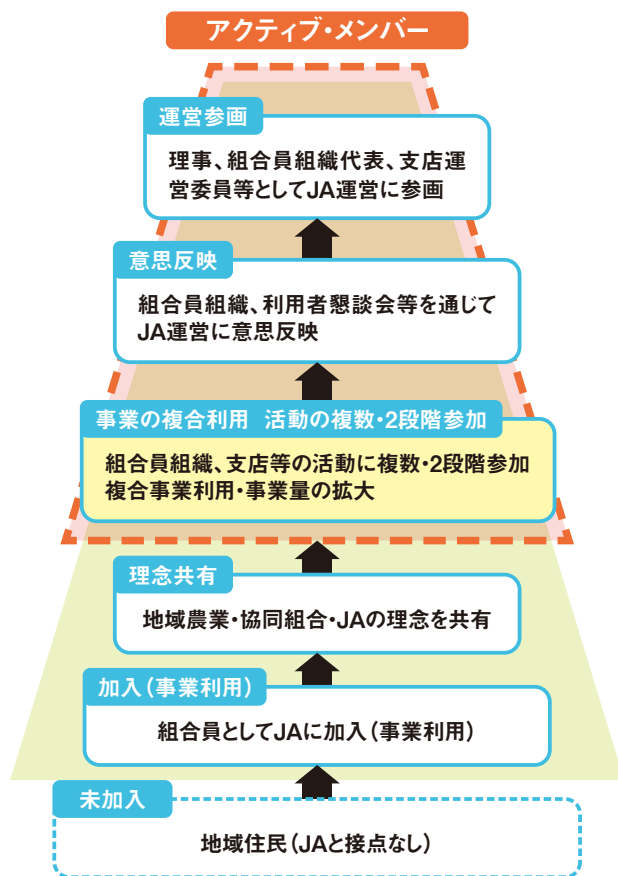 アクティブ・メンバー
運営参画
理事、組合員組織代表、支店運
営委員等としてJA運営に参画
意思反映
組合員組織、利用者懇談会等を通じて
JA運営に意思反映
事業の複合利用 活動の複数・2段階参加
組合員組織、支店等の活動に複数・2段階参加
複合事業利用・事業量の拡大
理念共有
地域農業・協同組合・JAの理念を共有
加入(事業利用)
組合員としてJAに加入(事業利用)
未加入
地域住民(JAと接点なし)